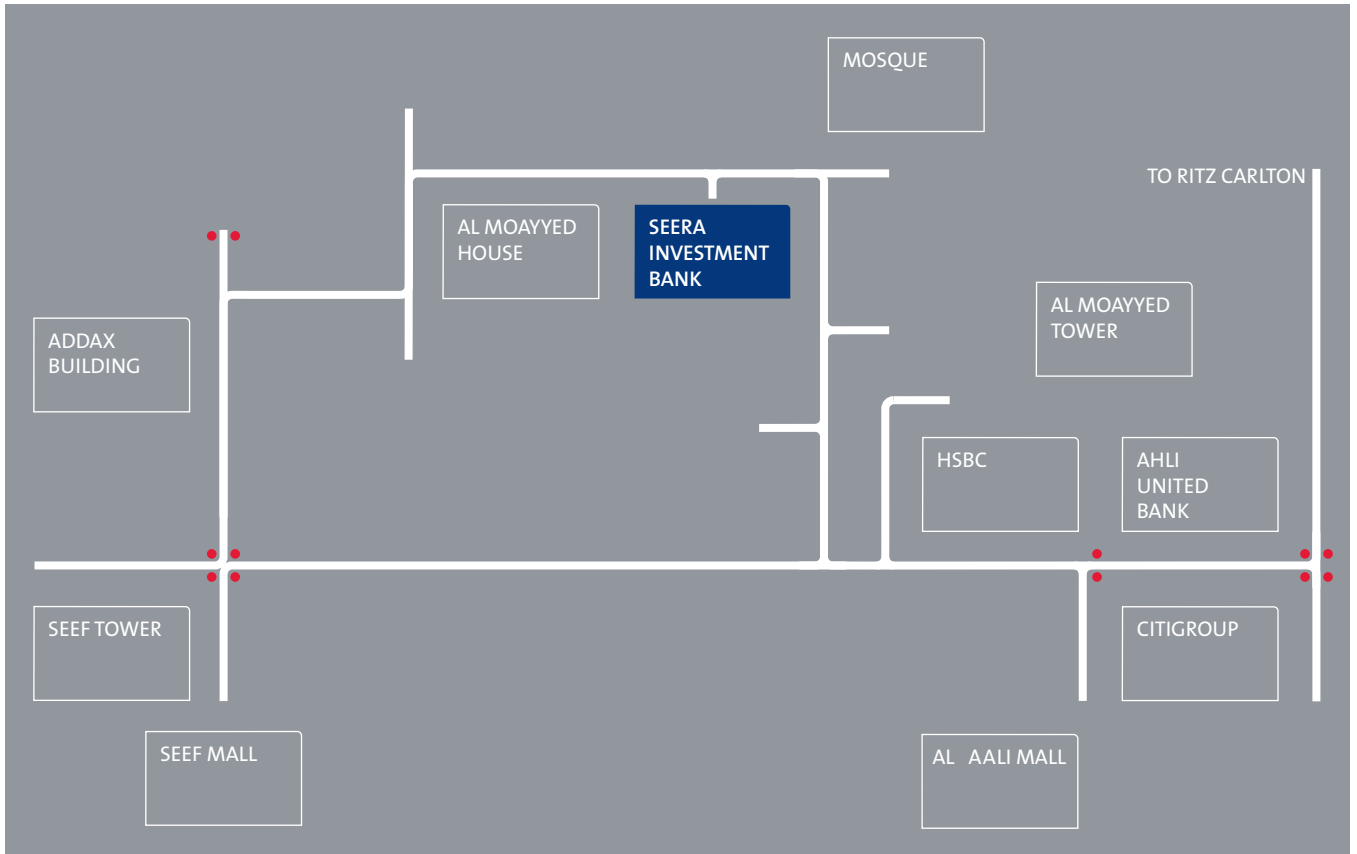 MOSQUE
TO RITZ CARLTON
AL MOAYYED
HOUSE
SEERA
INVESTMENT
BANK
AL MOAYYED
TOWER
ADDAX
BUILDING
HSBC
AHLI
UNITED
BANK
SEEF TOWER
CITIGROUP
SEEF MALL
AL AALI MALL